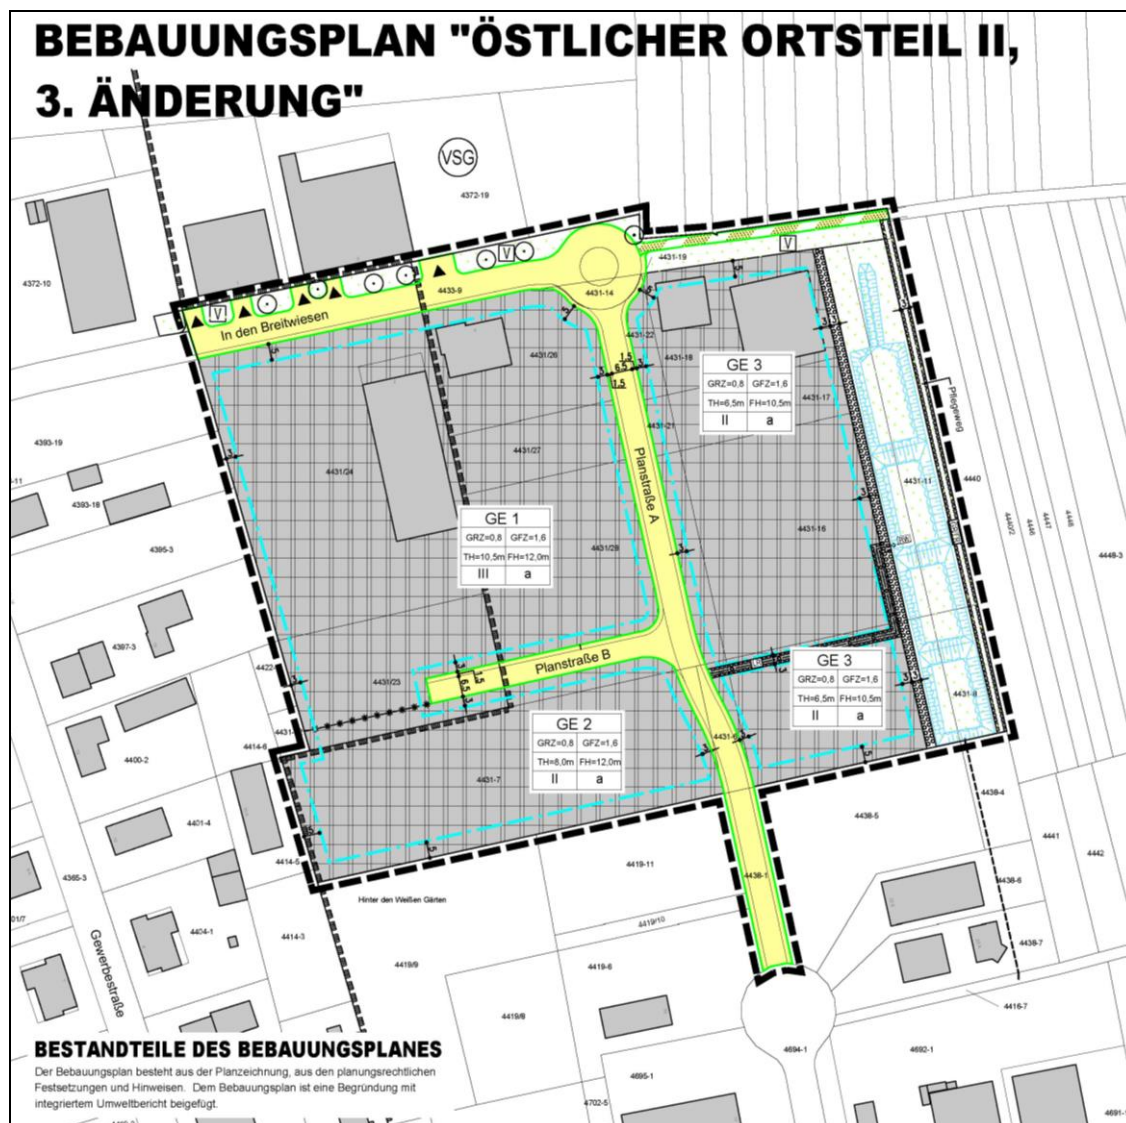 BEBAUUNGSPLAN "ÖSTLICHER ORTSTEIL II,
3. ÄNDERUNG"
VSG
4372-19
4372-10
4431-19
V
V
4433-9
4431-14
V
In den Breitwiesen
4431-22
4431/26
4431-18
GE 3
GRZ=0,8 GFZ=1,6
TH=6,5m FH=10,5m
II a
4431-17
Pflegeweg
4393-19
4431-21
4431/27
4431/24
Planstraße A
4431-11
4440
4393-18
4440/2
4446
4447
4448
4431-16
GE 1
GRZ=0,8 GFZ=1,6
TH=10,5m FH=12,0m
III a
4395-3
4431/28
4448-3
4397-3
Planstraße B
LR
GE 3
GRZ=0,8 GFZ=1,6
TH=6,5m FH=10,5m
II a
4431/23
4431-8
4400-2
4414-6
GE 2
GRZ=0,8 GFZ=1,6
TH=8,0m FH=12,0m
II a
4431-7
4438-4
4401-4
4438-5
4441
4442
4414-5
4419-11
4365-3
4438-1
4438-6
Hinter den Weißen Gärten
4404-1
4414-3
4419/10
4438-7
Gewerbestraße
4419/9
4419-6
4416-7
4419/8
4694-1
4692-1
4695-1
4702-5
BESTANDTEILE DES BEBAUUNGSPLANES
Der Bebauungsplan besteht aus der Planzeichnung, aus den planungsrechtlichen
Festsetzungen und Hinweisen. Dem Bebauungsplan ist eine Begründung mit
integriertem Umweltbericht beigefügt.